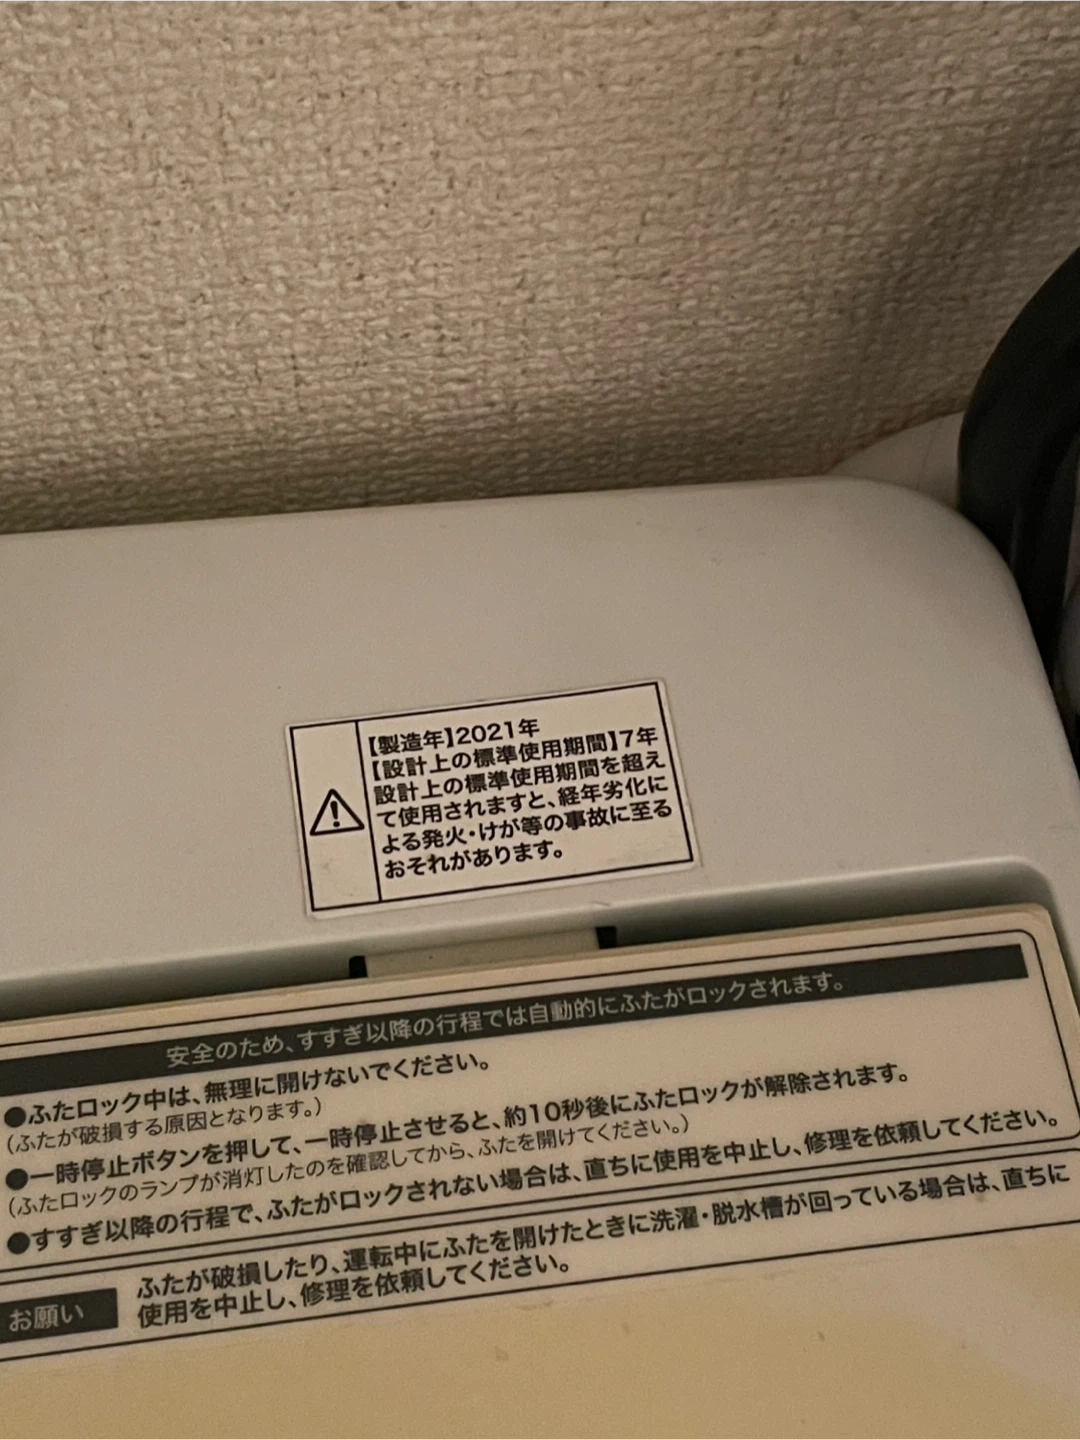 【製造年】2021年
【設計上の標準使用期間】7年
設計上の標準使用期間を超え
て使用されますと、経年劣化に
よる発火・けが等の事故に至る
おそれがあります。
安全のため、すすぎ以降の行程では自動的にふたがロックされます。
●ふたロック中は、無理に開けないでください。
(ふたが破損する原因となります。)
●一時停止ボタンを押して、一時停止させると、約10秒後にふたロックが解除されます。
(ふたロックのランプが消灯したのを確認してから、ふたを開けてください。)
●すすぎ以降の行程で、ふたがロックされない場合は、直ちに使用を中止し、修理を依頼してください。
お願い
ふたが破損したり、運転中にふたを開けたときに洗濯・脱水槽が回っている場合は、直ちに
使用を中止し、修理を依頼してください。